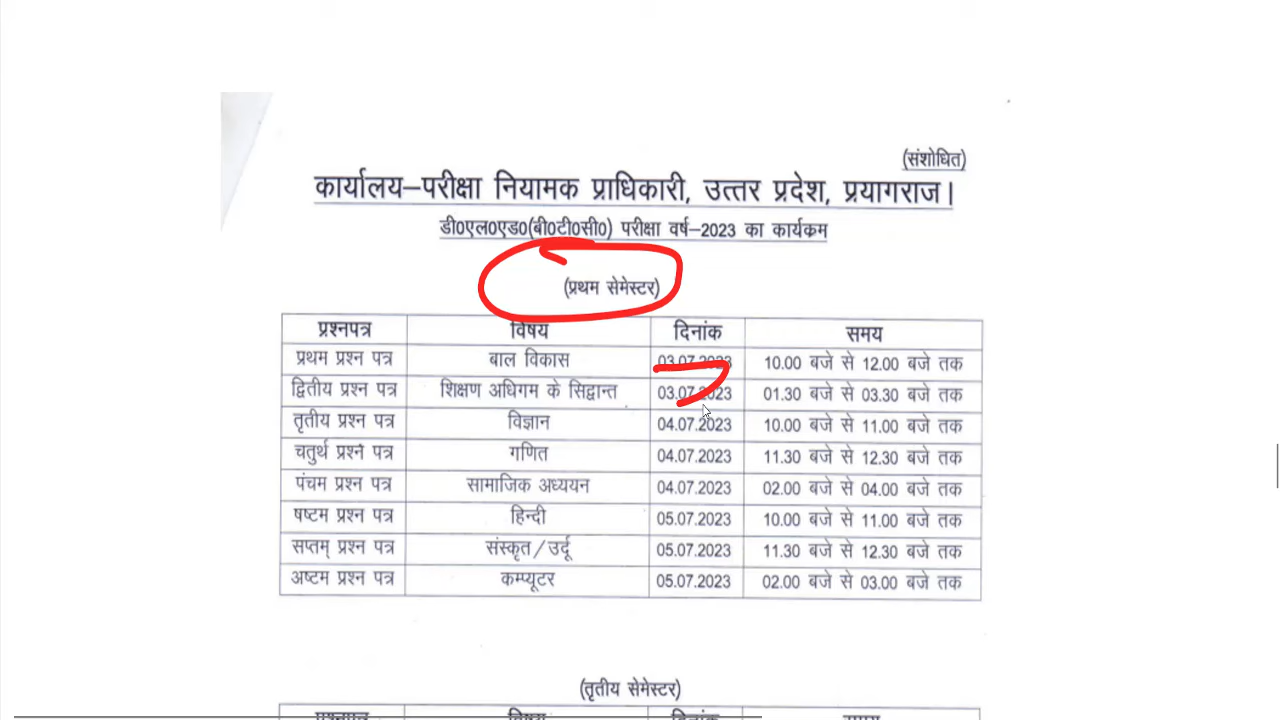 (संशोधित)
कार्यालय–परीक्षा नियामक प्राधिकारी, उत्तर प्रदेश, प्रयागराज।
डी0एल0एड0(बी0टी0सी0) परीक्षा वर्ष–2023 का कार्यकम
(प्रथम सेमेस्टर)
प्रश्नपत्र विषय दिनांक समय
प्रथम प्रश्न पत्र बाल विकास 03.07.2023 10.00 बजे से 12.00 बजे तक
द्वितीय प्रश्न पत्र शिक्षण अधिगम के सिद्वान्त 03.07.2023 01.30 बजे से 03.30 बजे तक
तृतीय प्रश्न पत्र विज्ञान 04.07.2023 10.00 बजे से 11.00 बजे तक
चतुर्थ प्रश्न पत्र गणित 04.07.2023 11.30 बजे से 12.30 बजे तक
पंचम प्रश्न पत्र सामाजिक अध्ययन 04.07.2023 02.00 बजे से 04.00 बजे तक
षष्टम प्रश्न पत्र हिन्दी 05.07.2023 10.00 बजे से 11.00 बजे तक
सप्तम् प्रश्न पत्र संस्कृत/उर्दू 05.07.2023 11.30 बजे से 12.30 बजे तक
अष्टम प्रश्न पत्र कम्प्यूटर 05.07.2023 02.00 बजे से 03.00 बजे तक
(तृतीय सेमेस्टर)
प्रश्नपत्र विषय दिनांक समय